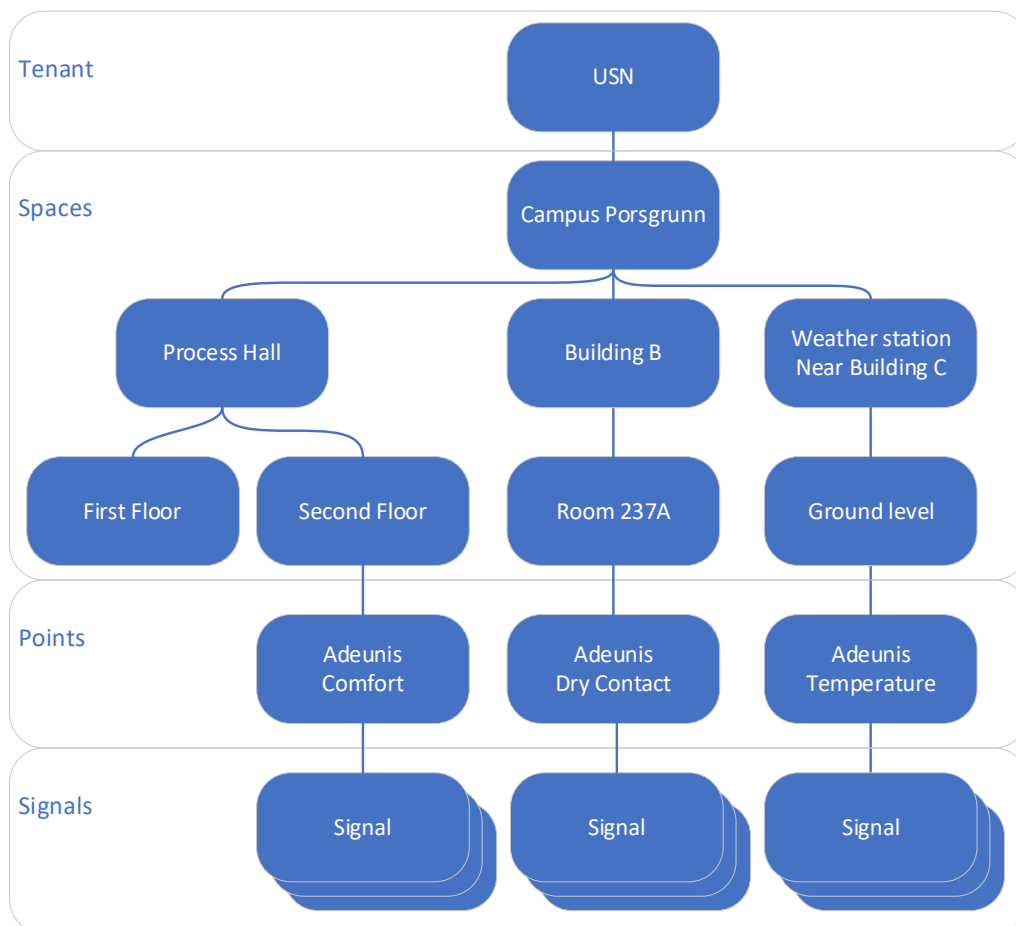 Tenant
USN
Spaces
Campus Porsgrunn
Process Hall
Building B
Weather station
Near Building C
First Floor
Second Floor
Room 237A
Ground level
Points
Adeunis
Comfort
Adeunis
Dry Contact
Adeunis
Temperature
Signals
Signal
Signal
Signal